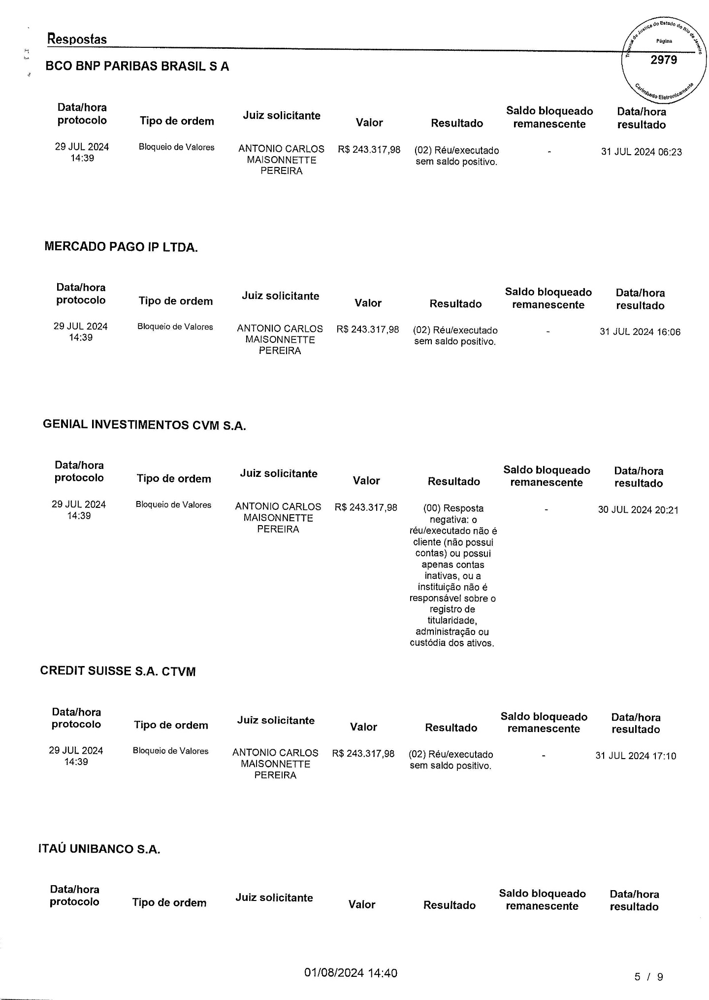 Respostas
Tribunal de Justiça do Estado do Rio de Janeiro
Página
2979
Carimbado Eletronicamente
BCO BNP PARIBAS BRASIL S A
Data/hora protocolo Tipo de ordem Juiz solicitante Valor Resultado Saldo bloqueado remanescente Data/hora resultado
29 JUL 2024 Bloqueio de Valores ANTONIO CARLOS R$ 243.317,98 (02) Réu/executado - 31 JUL 2024 06:23
14:39 MAISONNETTE sem saldo positivo.
PEREIRA
MERCADO PAGO IP LTDA.
Data/hora protocolo Tipo de ordem Juiz solicitante Valor Resultado Saldo bloqueado remanescente Data/hora resultado
29 JUL 2024 Bloqueio de Valores ANTONIO CARLOS R$ 243.317,98 (02) Réu/executado - 31 JUL 2024 16:06
14:39 MAISONNETTE sem saldo positivo.
PEREIRA
GENIAL INVESTIMENTOS CVM S.A.
Data/hora protocolo Tipo de ordem Juiz solicitante Valor Resultado Saldo bloqueado remanescente Data/hora resultado
29 JUL 2024 Bloqueio de Valores ANTONIO CARLOS R$ 243.317,98 (00) Resposta - 30 JUL 2024 20:21
14:39 MAISONNETTE negativa: o
PEREIRA réu/executado não é
cliente (não possui
contas) ou possui
apenas contas
inativas, ou a
instituição não é
responsável sobre o
registro de
titularidade,
administração ou
custódia dos ativos.
CREDIT SUISSE S.A. CTVM
Data/hora protocolo Tipo de ordem Juiz solicitante Valor Resultado Saldo bloqueado remanescente Data/hora resultado
29 JUL 2024 Bloqueio de Valores ANTONIO CARLOS R$ 243.317,98 (02) Réu/executado - 31 JUL 2024 17:10
14:39 MAISONNETTE sem saldo positivo.
PEREIRA
ITAÚ UNIBANCO S.A.
Data/hora protocolo Tipo de ordem Juiz solicitante Valor Resultado Saldo bloqueado remanescente Data/hora resultado
01/08/2024 14:40
5 / 9